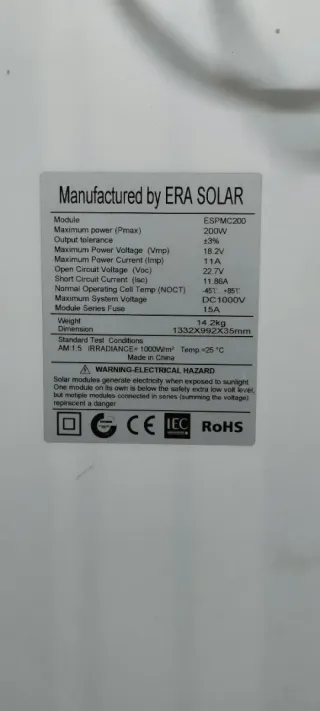 Manufactured by ERA SOLAR
Module ESPMC200
Maximum power (Pmax) 200W
Output tolerance ±3%
Maximum Power Voltage (Vmp) 18.2V
Maximum Power Current (Imp) 11A
Open Circuit Voltage (Voc) 22.7V
Short Circuit Current (Isc) 11.86A
Normal Operating Cell Temp (NOCT) -45℃ +85℃
Maximum System Voltage DC1000V
Module Series Fuse 15A
Weight 14.2kg
Dimension 1332X992X35mm
Standard Test Conditions
AM:1.5 IRRADIANCE=1000W/m² Temp.=25 °C
Made in China
WARNING-ELECTRICAL HAZARD
Solar modules generate electricity when exposed to sunlight
One module on its own is below the safety extra low volt level,
but motiple modules connected in series (summing the voltage)
represcent a danger
CE IEC RoHS